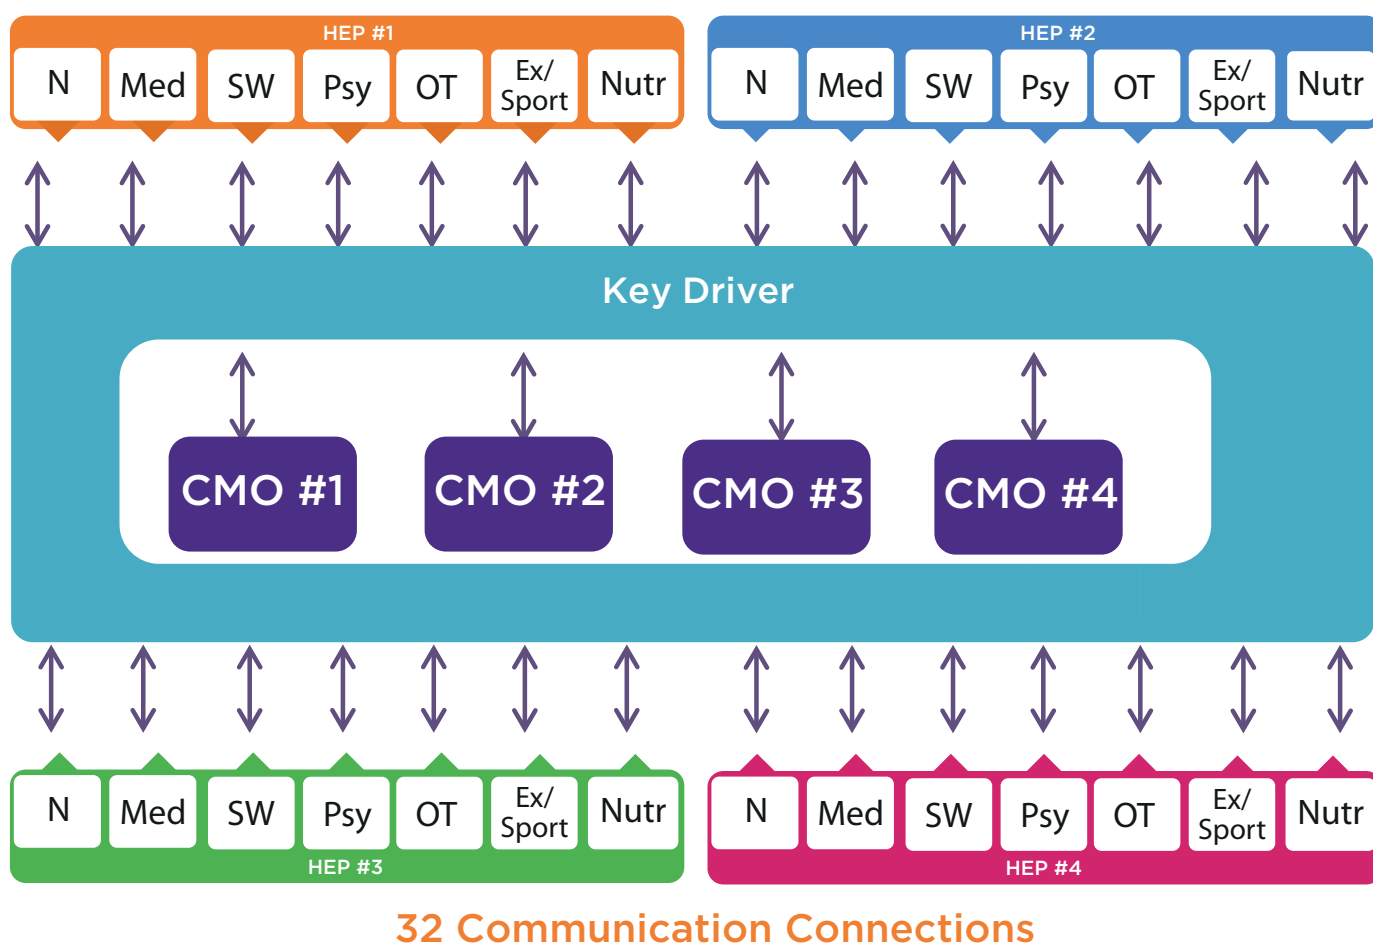 HEP #1
N Med SW Psy OT Ex/ Sport Nutr
HEP #2
N Med SW Psy OT Ex/ Sport Nutr
Key Driver
CMO #1 CMO #2 CMO #3 CMO #4
N Med SW Psy OT Ex/ Sport Nutr
HEP #3
N Med SW Psy OT Ex/ Sport Nutr
HEP #4
32 Communication Connections